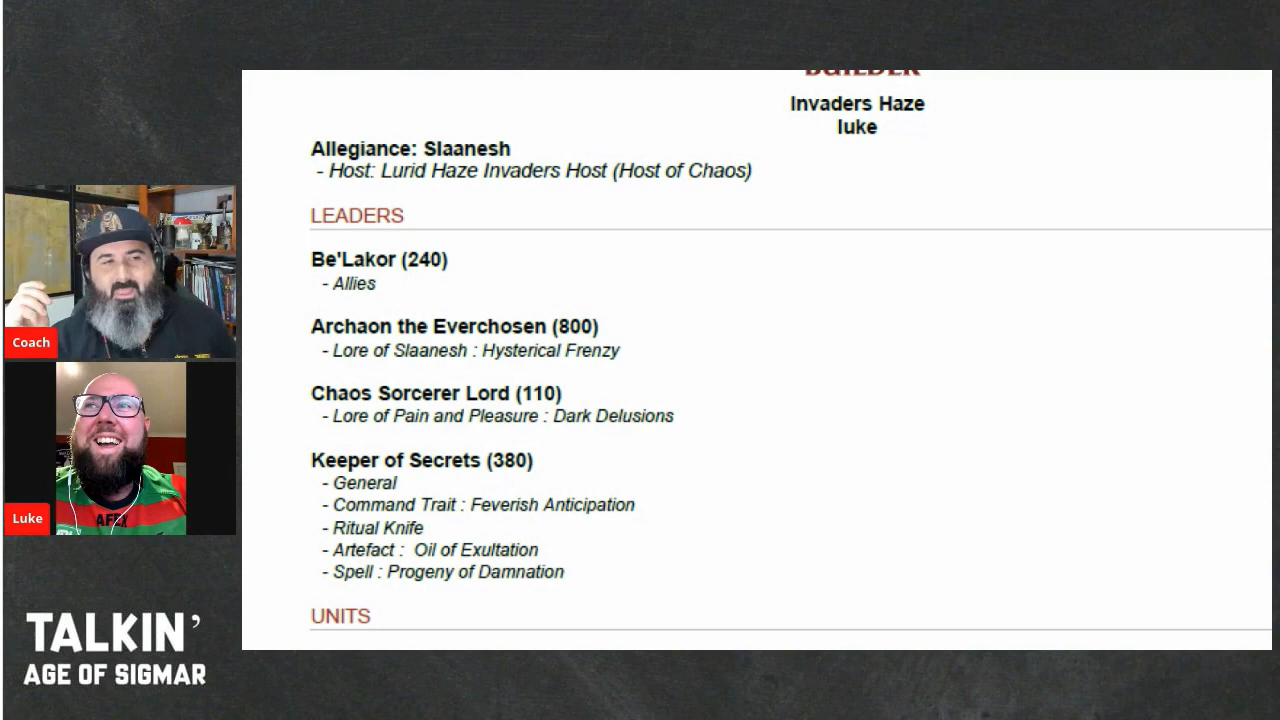 BUILDER
Invaders Haze
luke
Allegiance: Slaanesh
- Host: Lurid Haze Invaders Host (Host of Chaos)
LEADERS
Be'Lakor (240)
- Allies
Archaon the Everchosen (800)
- Lore of Slaanesh : Hysterical Frenzy
Chaos Sorcerer Lord (110)
- Lore of Pain and Pleasure : Dark Delusions
Keeper of Secrets (380)
- General
- Command Trait : Feverish Anticipation
- Ritual Knife
- Artefact : Oil of Exultation
- Spell : Progeny of Damnation
UNITS
Coach
Luke
TALKIN'
AGE OF SIGMAR